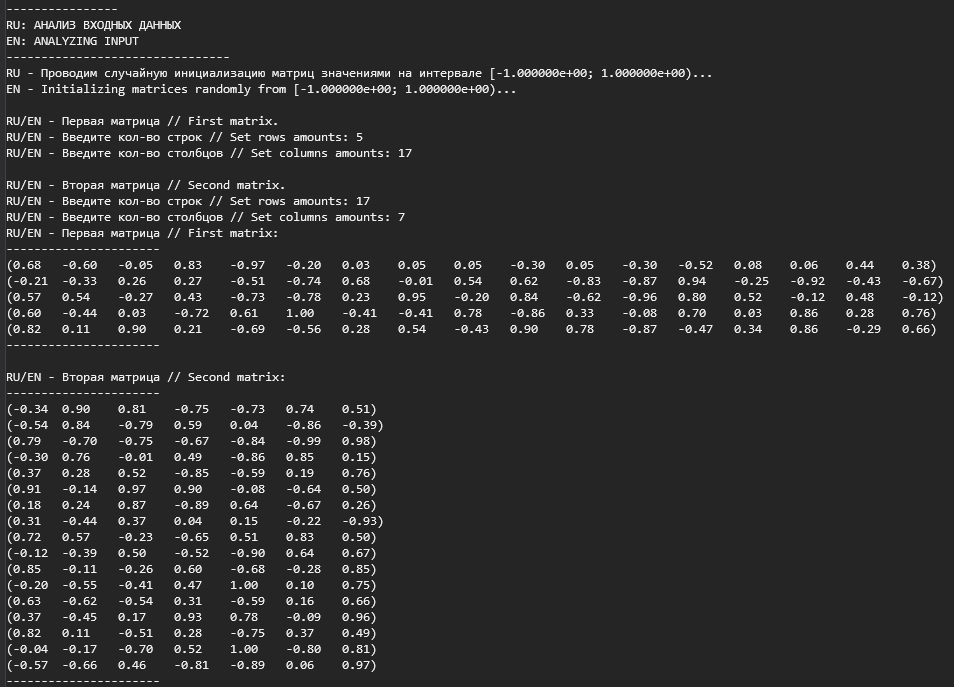 ----------------
RU: АНАЛИЗ ВХОДНЫХ ДАННЫХ
EN: ANALYZING INPUT
--------------------------------
RU - Проводим случайную инициализацию матриц значениями на интервале [-1.000000e+00; 1.000000e+00)...
EN - Initializing matrices randomly from [-1.000000e+00; 1.000000e+00)...
RU/EN - Первая матрица // First matrix.
RU/EN - Введите кол-во строк // Set rows amounts: 5
RU/EN - Введите кол-во столбцов // Set columns amounts: 17
RU/EN - Вторая матрица // Second matrix.
RU/EN - Введите кол-во строк // Set rows amounts: 17
RU/EN - Введите кол-во столбцов // Set columns amounts: 7
RU/EN - Первая матрица // First matrix:
----------------------
(0.68 -0.60 -0.05 0.83 -0.97 -0.20 0.03 0.05 0.05 -0.30 0.05 -0.30 -0.52 0.08 0.06 0.44 0.38)
(-0.21 -0.33 0.26 0.27 -0.51 -0.74 0.68 -0.01 0.54 0.62 -0.83 -0.87 0.94 -0.25 -0.92 -0.43 -0.67)
(0.57 0.54 -0.27 0.43 -0.73 -0.78 0.23 0.95 -0.20 0.84 -0.62 -0.96 0.80 0.52 -0.12 0.48 -0.12)
(0.60 -0.44 0.03 -0.72 0.61 1.00 -0.41 -0.41 0.78 -0.86 0.33 -0.08 0.70 0.03 0.86 0.28 0.76)
(0.82 0.11 0.90 0.21 -0.69 -0.56 0.28 0.54 -0.43 0.90 0.78 -0.87 -0.47 0.34 0.86 -0.29 0.66)
----------------------
RU/EN - Вторая матрица // Second matrix:
----------------------
(-0.34 0.90 0.81 -0.75 -0.73 0.74 0.51)
(-0.54 0.84 -0.79 0.59 0.04 -0.86 -0.39)
(0.79 -0.70 -0.75 -0.67 -0.84 -0.99 0.98)
(-0.30 0.76 -0.01 0.49 -0.86 0.85 0.15)
(0.37 0.28 0.52 -0.85 -0.59 0.19 0.76)
(0.91 -0.14 0.97 0.90 -0.08 -0.64 0.50)
(0.18 0.24 0.87 -0.89 0.64 -0.67 0.26)
(0.31 -0.44 0.37 0.04 0.15 -0.22 -0.93)
(0.72 0.57 -0.23 -0.65 0.51 0.83 0.50)
(-0.12 -0.39 0.50 -0.52 -0.90 0.64 0.67)
(0.85 -0.11 -0.26 0.60 -0.68 -0.28 0.85)
(-0.20 -0.55 -0.41 0.47 1.00 0.10 0.75)
(0.63 -0.62 -0.54 0.31 -0.59 0.16 0.66)
(0.37 -0.45 0.17 0.93 0.78 -0.09 0.96)
(0.82 0.11 -0.51 0.28 -0.75 0.37 0.49)
(-0.04 -0.17 -0.70 0.52 1.00 -0.80 0.81)
(-0.57 -0.66 0.46 -0.81 -0.89 0.06 0.97)
----------------------